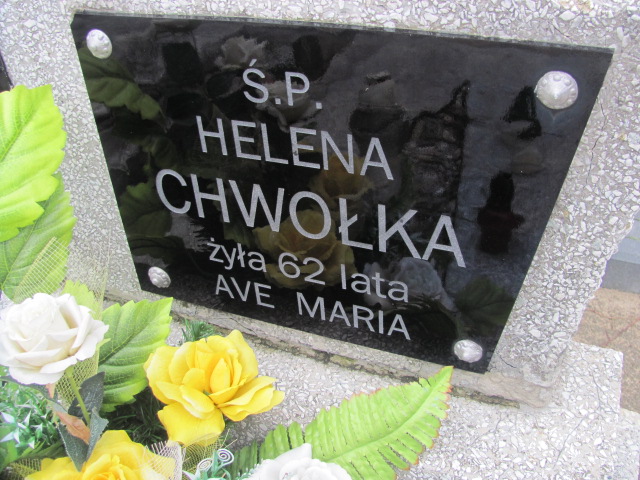 Ś.P.
HELENA
CHWOŁKA
żyła 62 lata
AVE MARIA